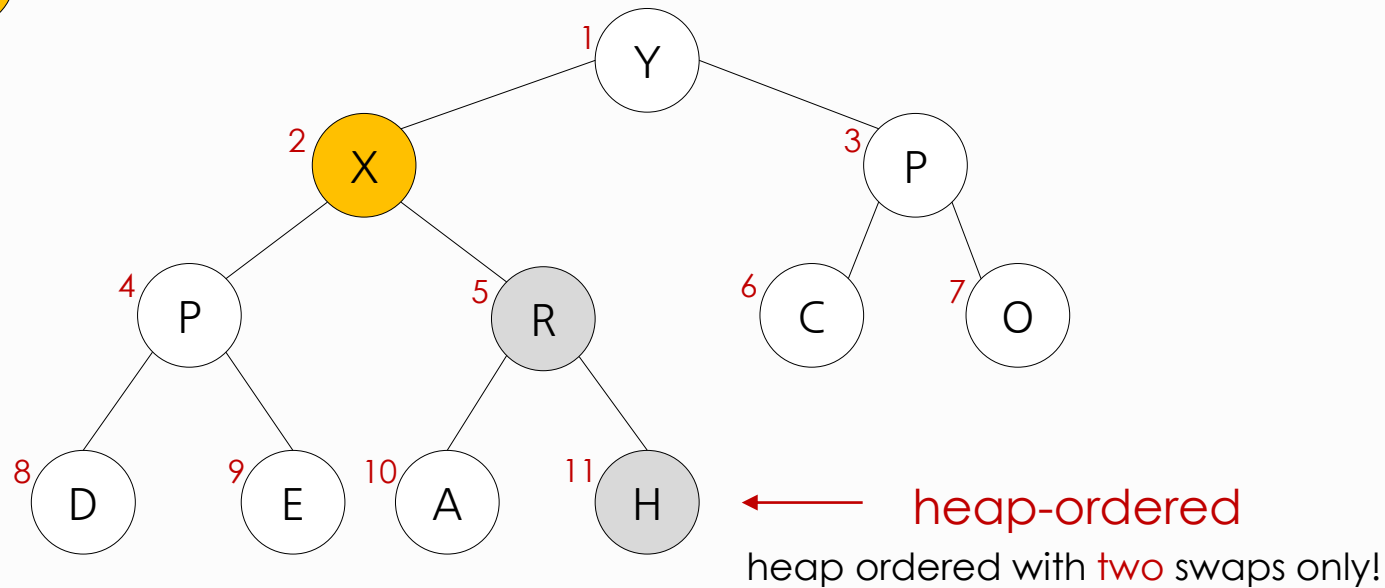 1 Y
2 X
3 P
4 P
5 R
6 C
7 O
8 D
9 E
10 A
11 H
heap-ordered
heap ordered with two swaps only!